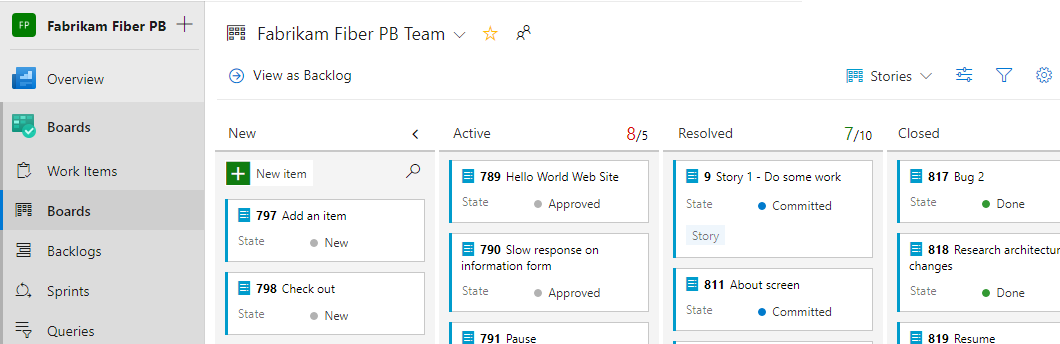 FP Fabrikam Fiber PB
Overview
Boards
Work Items
Boards
Backlogs
Sprints
Queries
Fabrikam Fiber PB Team
View as Backlog
Stories
New
New item
797 Add an item
State New
798 Check out
State New
Active 8/5
789 Hello World Web Site
State Approved
790 Slow response on
information form
State Approved
791 Pause
Resolved 7/10
9 Story 1 - Do some work
State Committed
Story
811 About screen
State Committed
Closed
817 Bug 2
State Done
818 Research architectur
changes
State Done
819 Resume